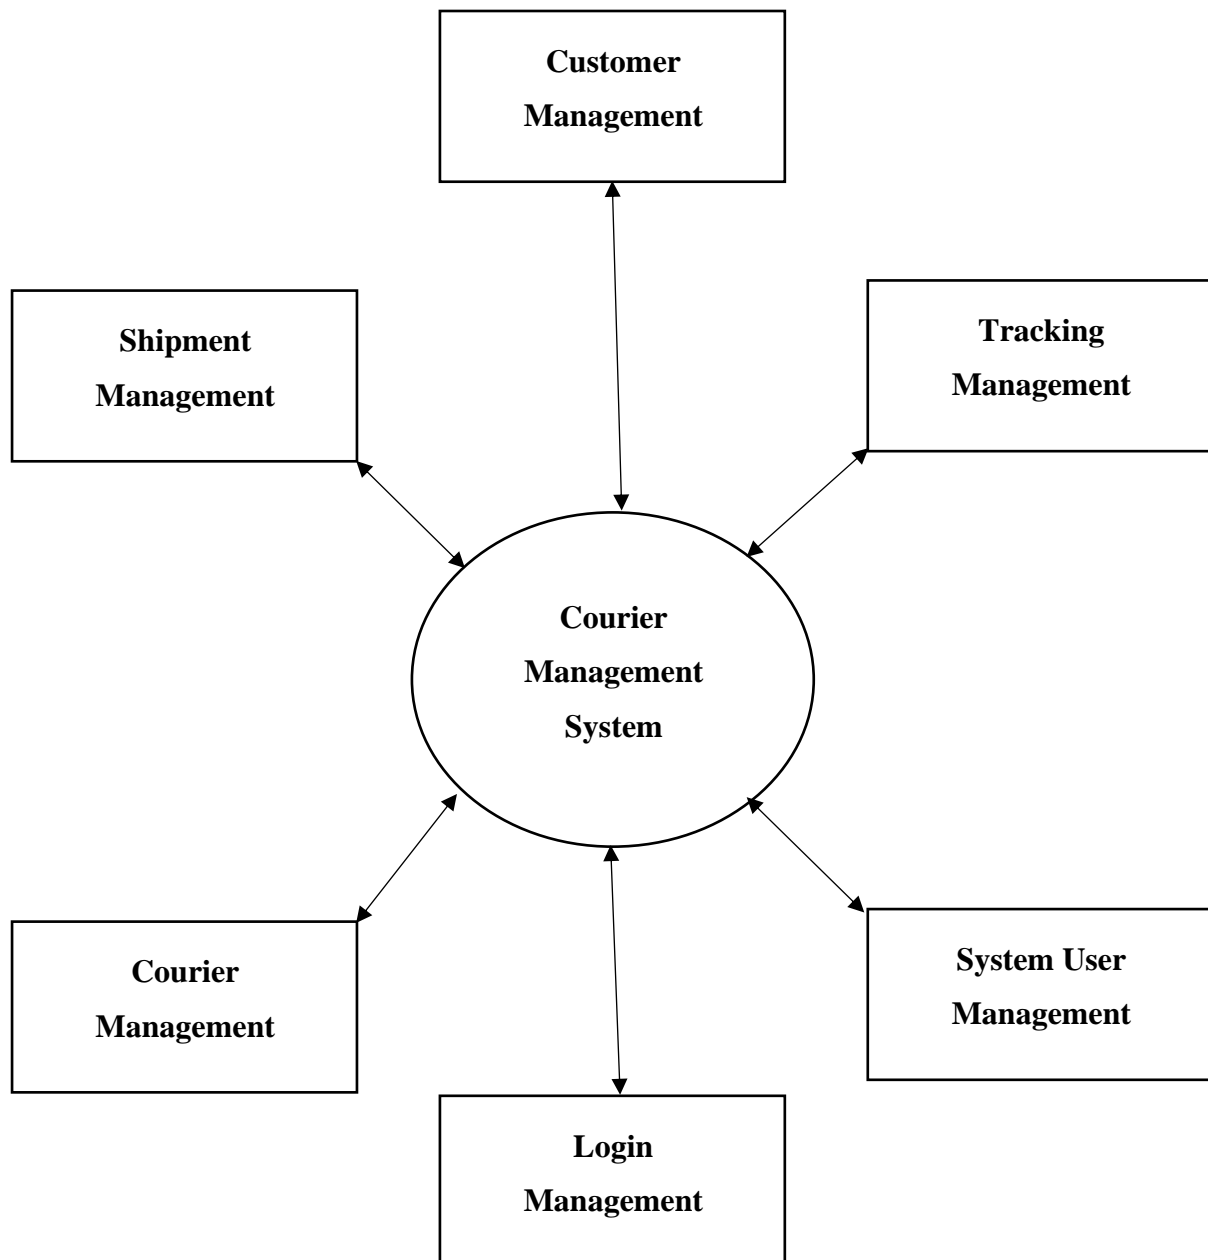 Customer
Management
Shipment
Management
Tracking
Management
Courier
Management
System
Courier
Management
System User
Management
Login
Management